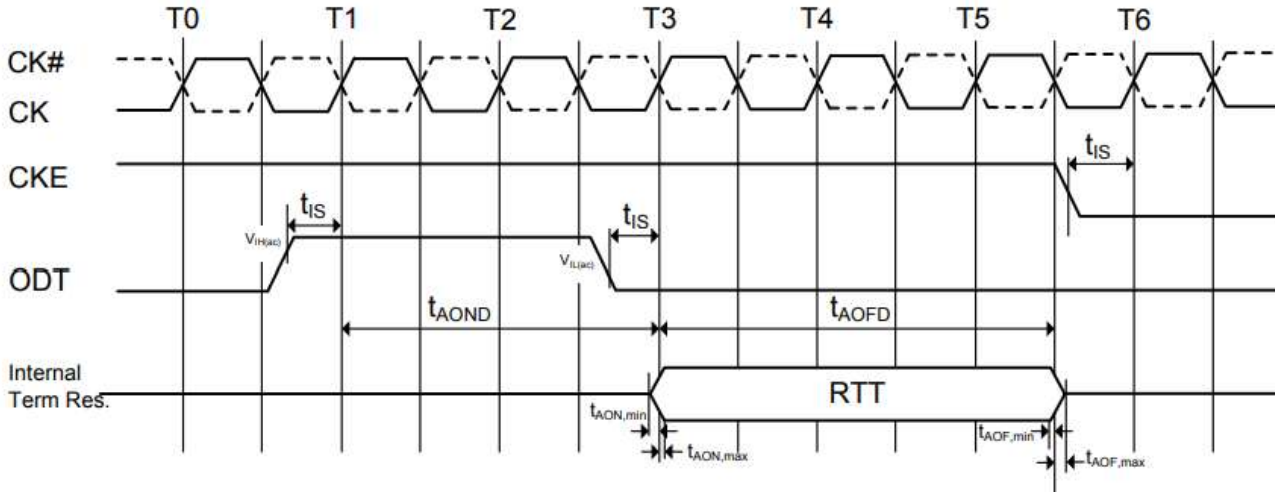 T0 T1 T2 T3 T4 T5 T6
CK#
CK
CKE
tIS
tIS
tIS
VIH(ac)
VIL(ac)
ODT
tAOND
tAOFD
Internal
Term Res.
RTT
tAON,min
tAOF,min
tAON,max
tAOF,max